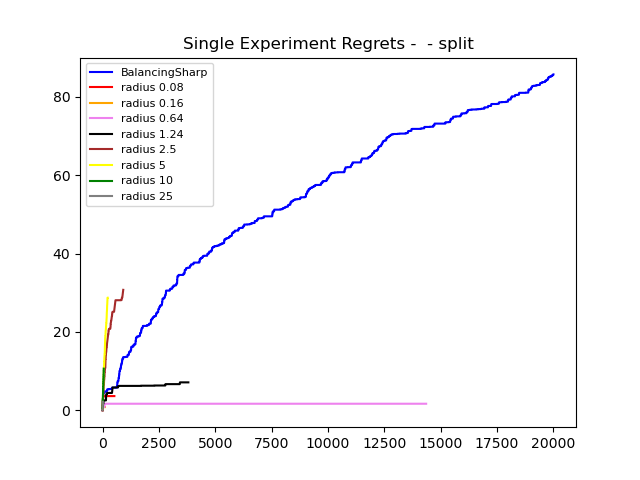 Single Experiment Regrets -  - split
BalancingSharp
radius 0.08
radius 0.16
radius 0.64
radius 1.24
radius 2.5
radius 5
radius 10
radius 25
80
60
40
20
0
0 2500 5000 7500 10000 12500 15000 17500 20000